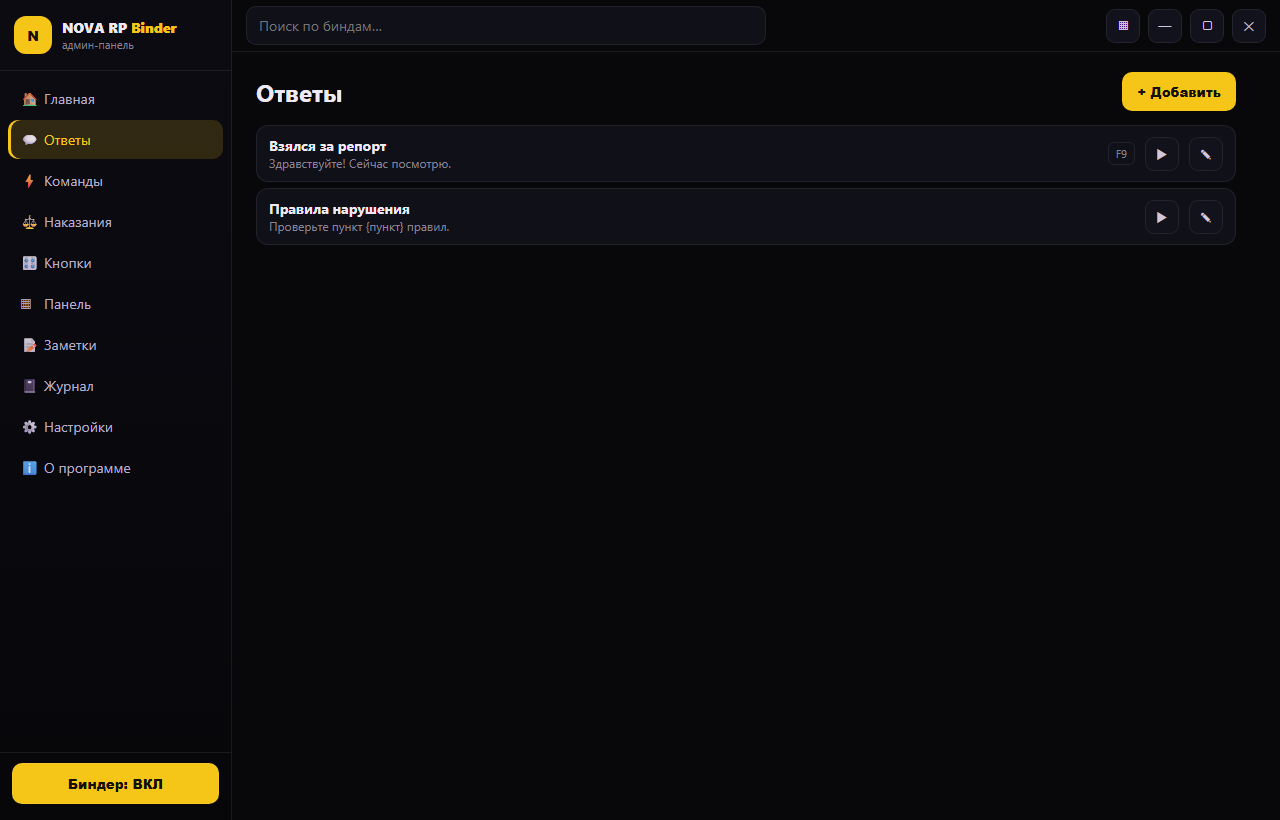 N
NOVA RP Binder
админ-панель
Главная
Ответы
Команды
Наказания
Кнопки
Панель
Заметки
Журнал
Настройки
О программе
Биндер: ВКЛ
Поиск по биндам...
Ответы
+ Добавить
Взялся за репорт
Здравствуйте! Сейчас посмотрю.
F9
Правила нарушения
Проверьте пункт {пункт} правил.